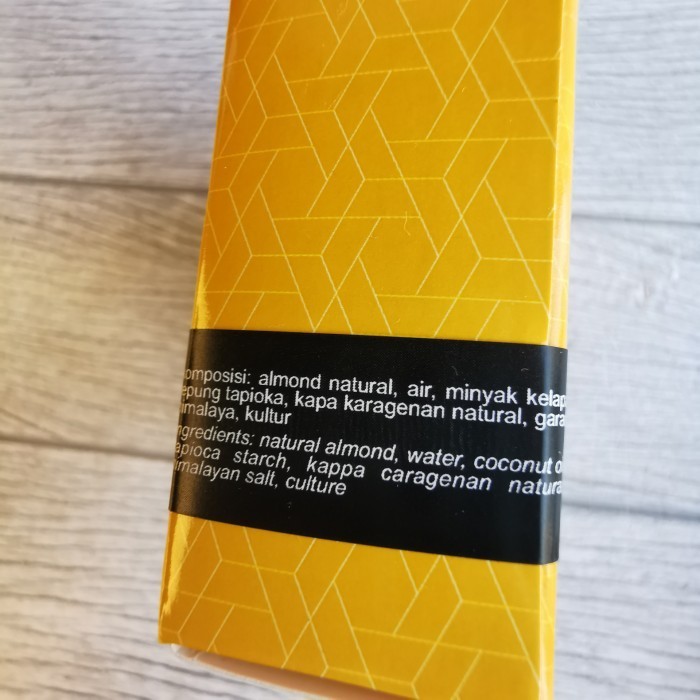 omposisi: almond natural, air, minyak kelap
epung tapioka, kapa karagenan natural, gara
imalaya, kultur
ngredients: natural almond, water, coconut o
apioca starch, kappa caragenan natura
imalayan salt, culture